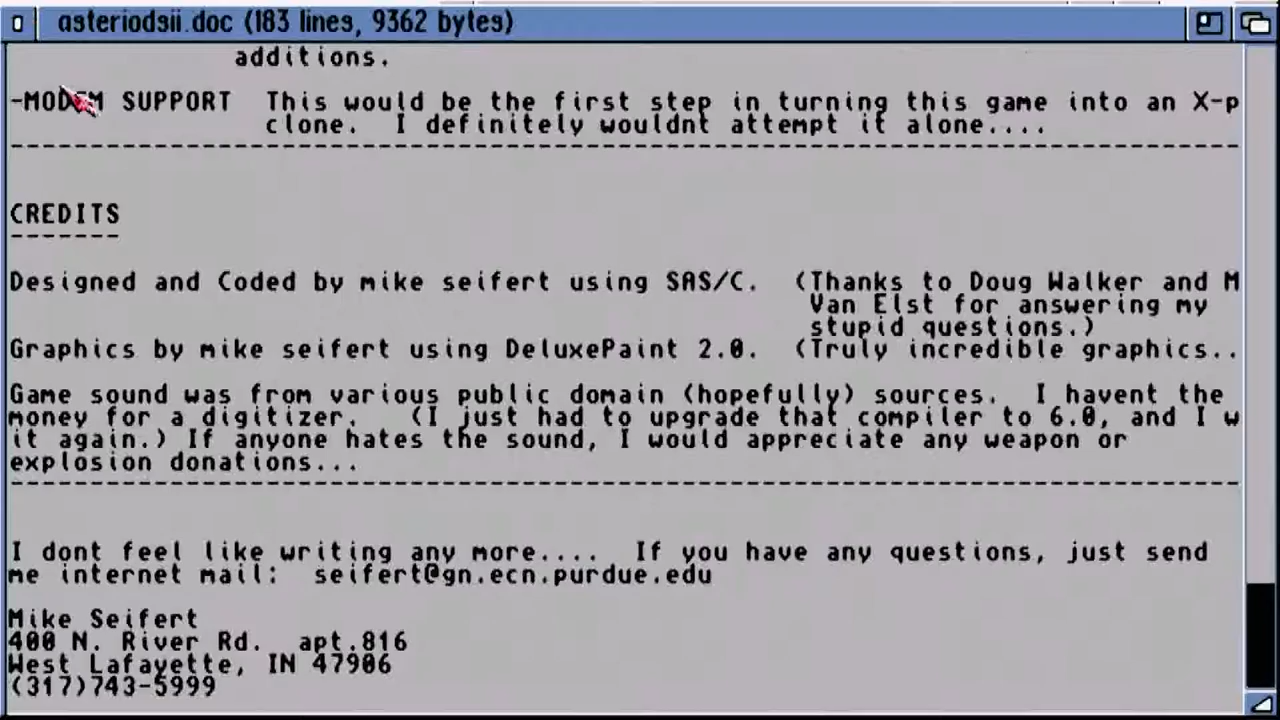 asteriodsii.doc (183 lines, 9362 bytes)
additions.
-MODEM SUPPORT  This would be the first step in turning this game into an X-p
clone.  I definitely wouldnt attempt it alone....
CREDITS
Designed and Coded by mike seifert using SAS/C.  (Thanks to Doug Walker and M
Van Elst for answering my
stupid questions.)
Graphics by mike seifert using DeluxePaint 2.0.  (Truly incredible graphics..
Game sound was from various public domain (hopefully) sources.  I havent the
money for a digitizer.  (I just had to upgrade that compiler to 6.0, and I w
it again.) If anyone hates the sound, I would appreciate any weapon or
explosion donations...
I dont feel like writing any more....  If you have any questions, just send
me internet mail:  seifert@gn.ecn.purdue.edu
Mike Seifert
400 N. River Rd.  apt.816
West Lafayette, IN 47906
(317)743-5999